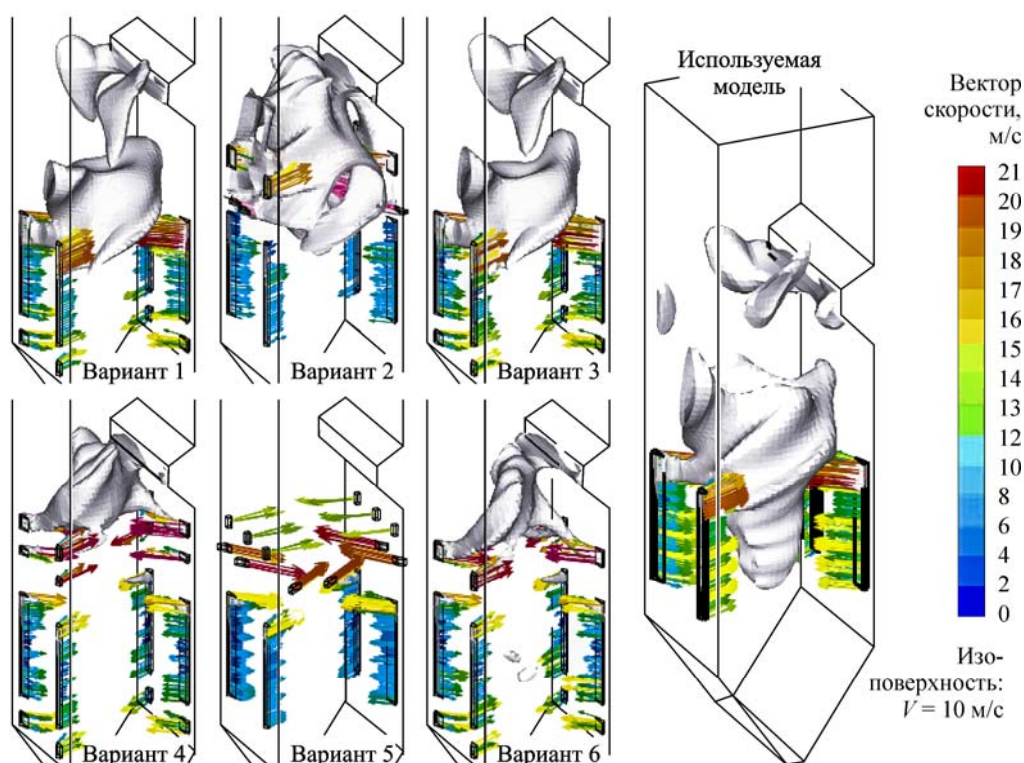 Вариант 1
Вариант 2
Вариант 3
Вариант 4
Вариант 5
Вариант 6
Используемая
модель
Вектор
скорости,
м/с
21
20
19
18
17
16
15
14
13
12
10
8
6
4
2
0
Изо-
поверхность:
V = 10 м/с